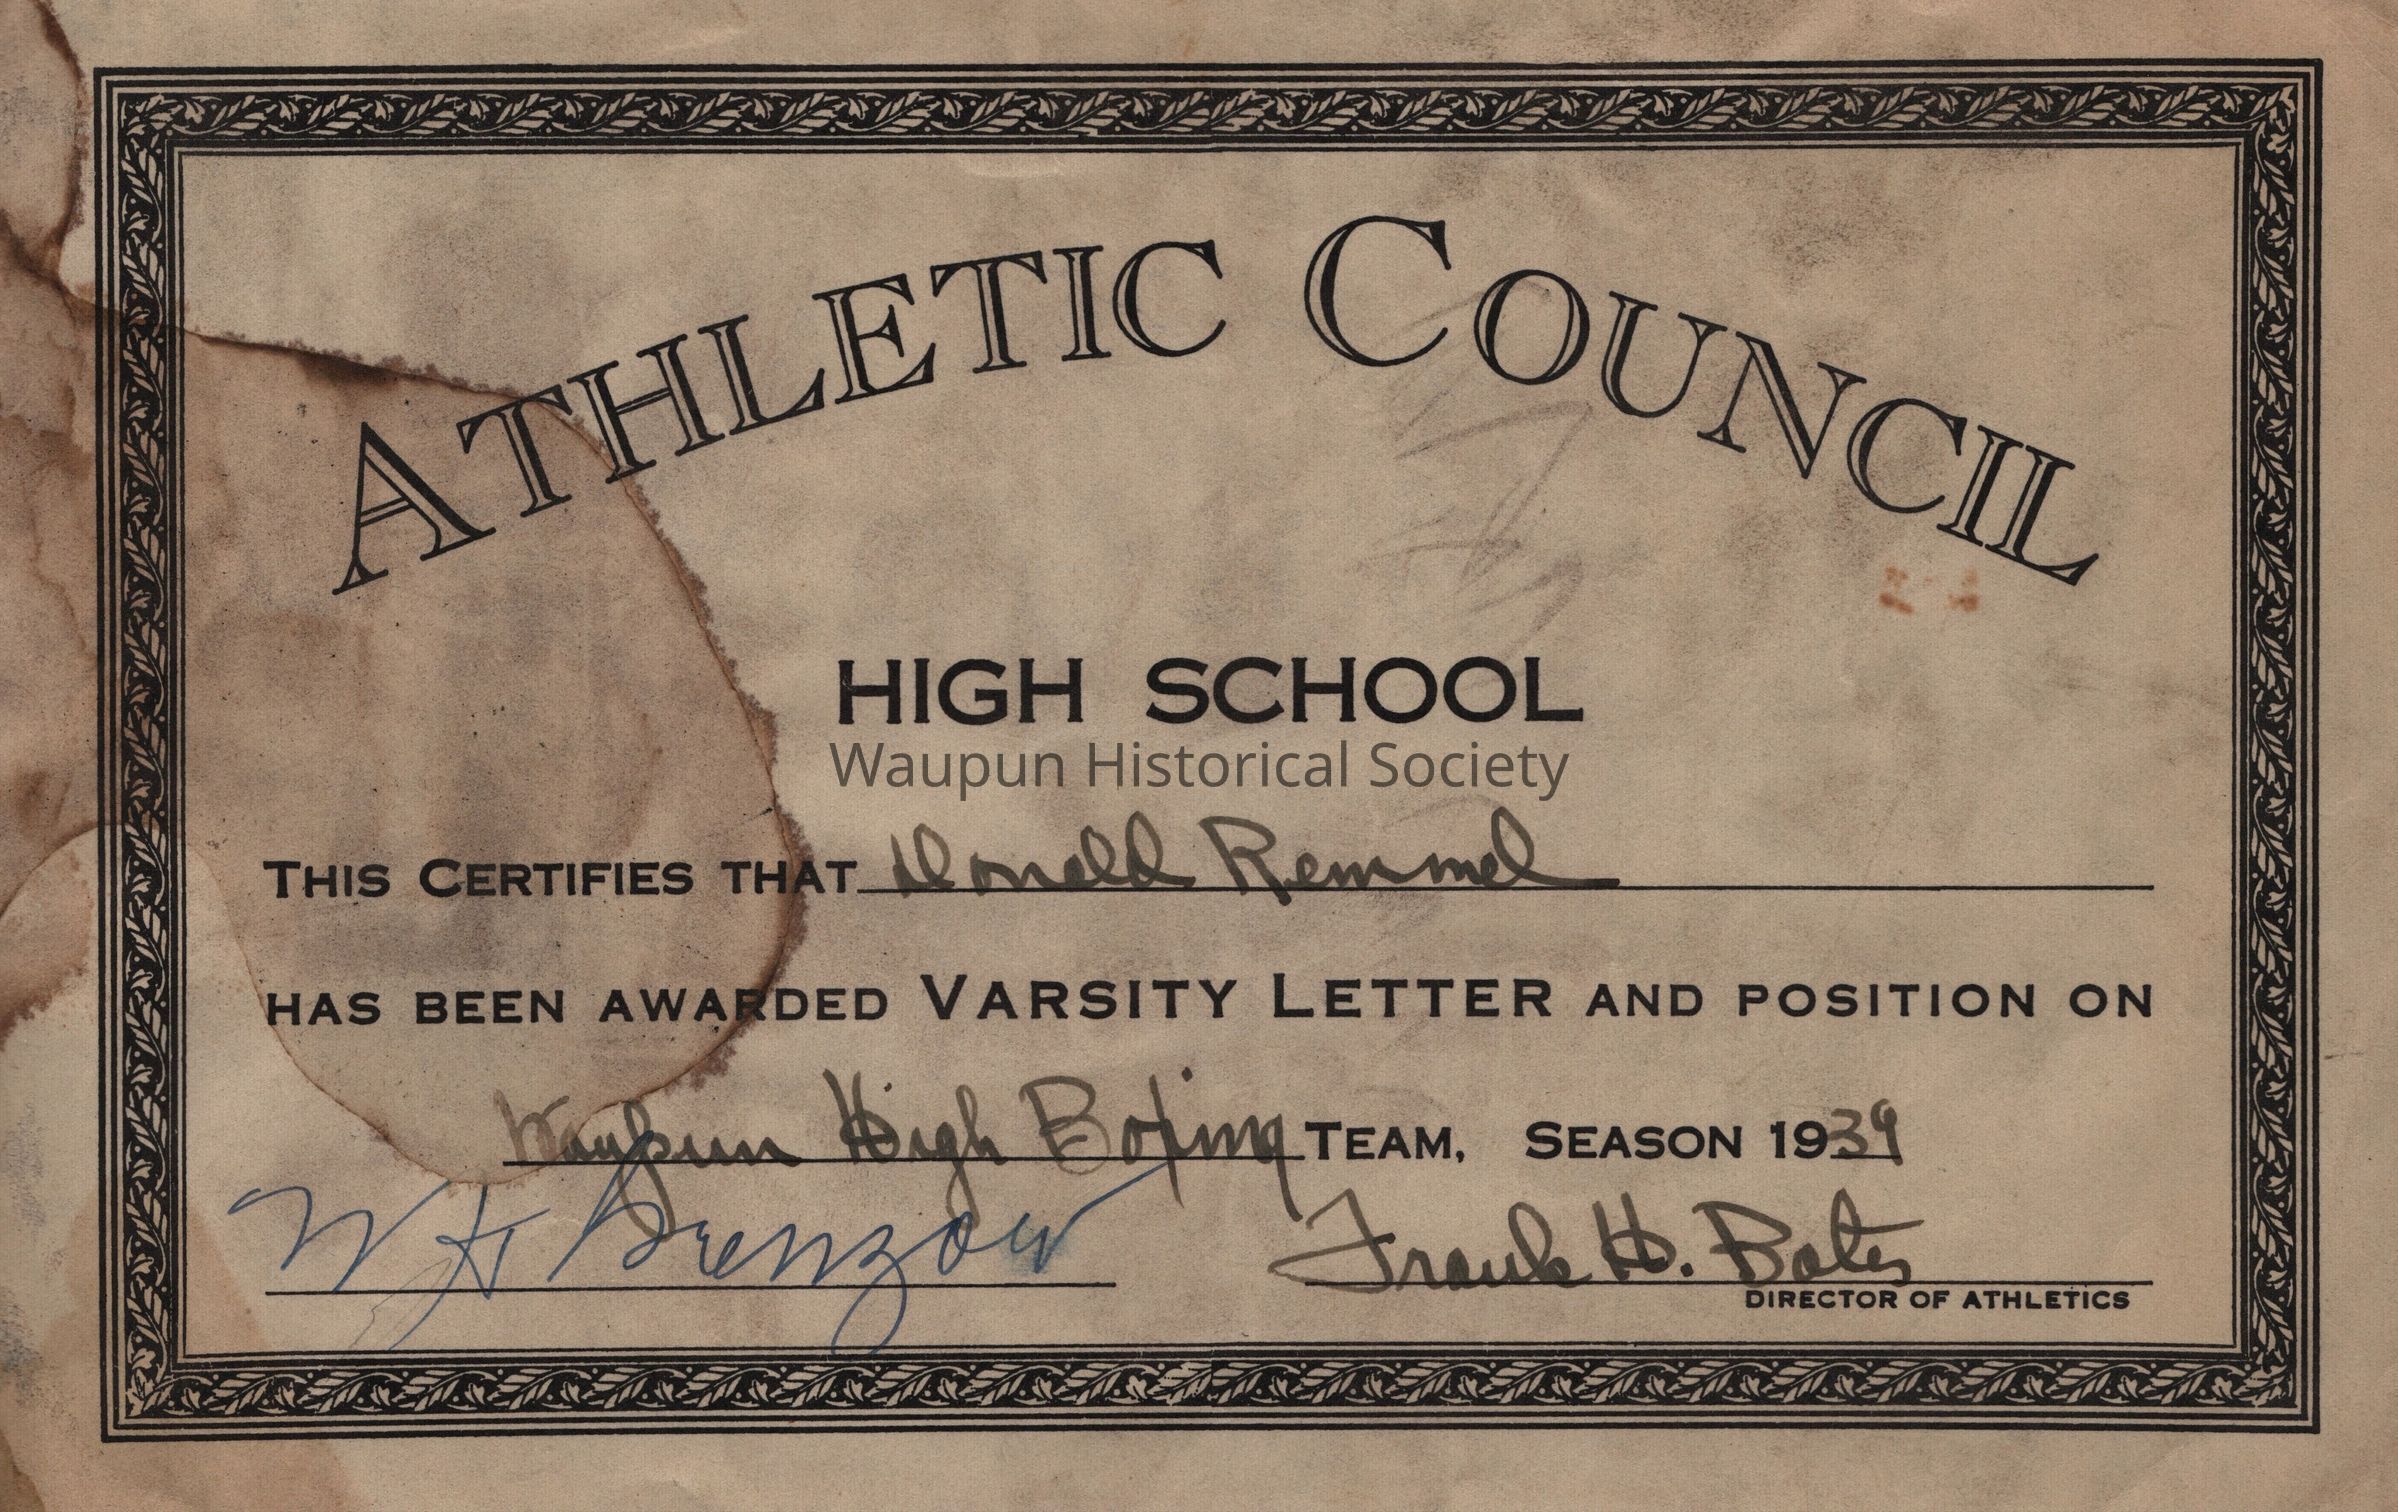 ATHLETIC COUNCIL
HIGH SCHOOL
Waupun Historical Society
THIS CERTIFIES THAT Donald Remmel
HAS BEEN AWARDED VARSITY LETTER AND POSITION ON
Waupun High Boxing TEAM, SEASON 1939
Frank H. Bates
DIRECTOR OF ATHLETICS